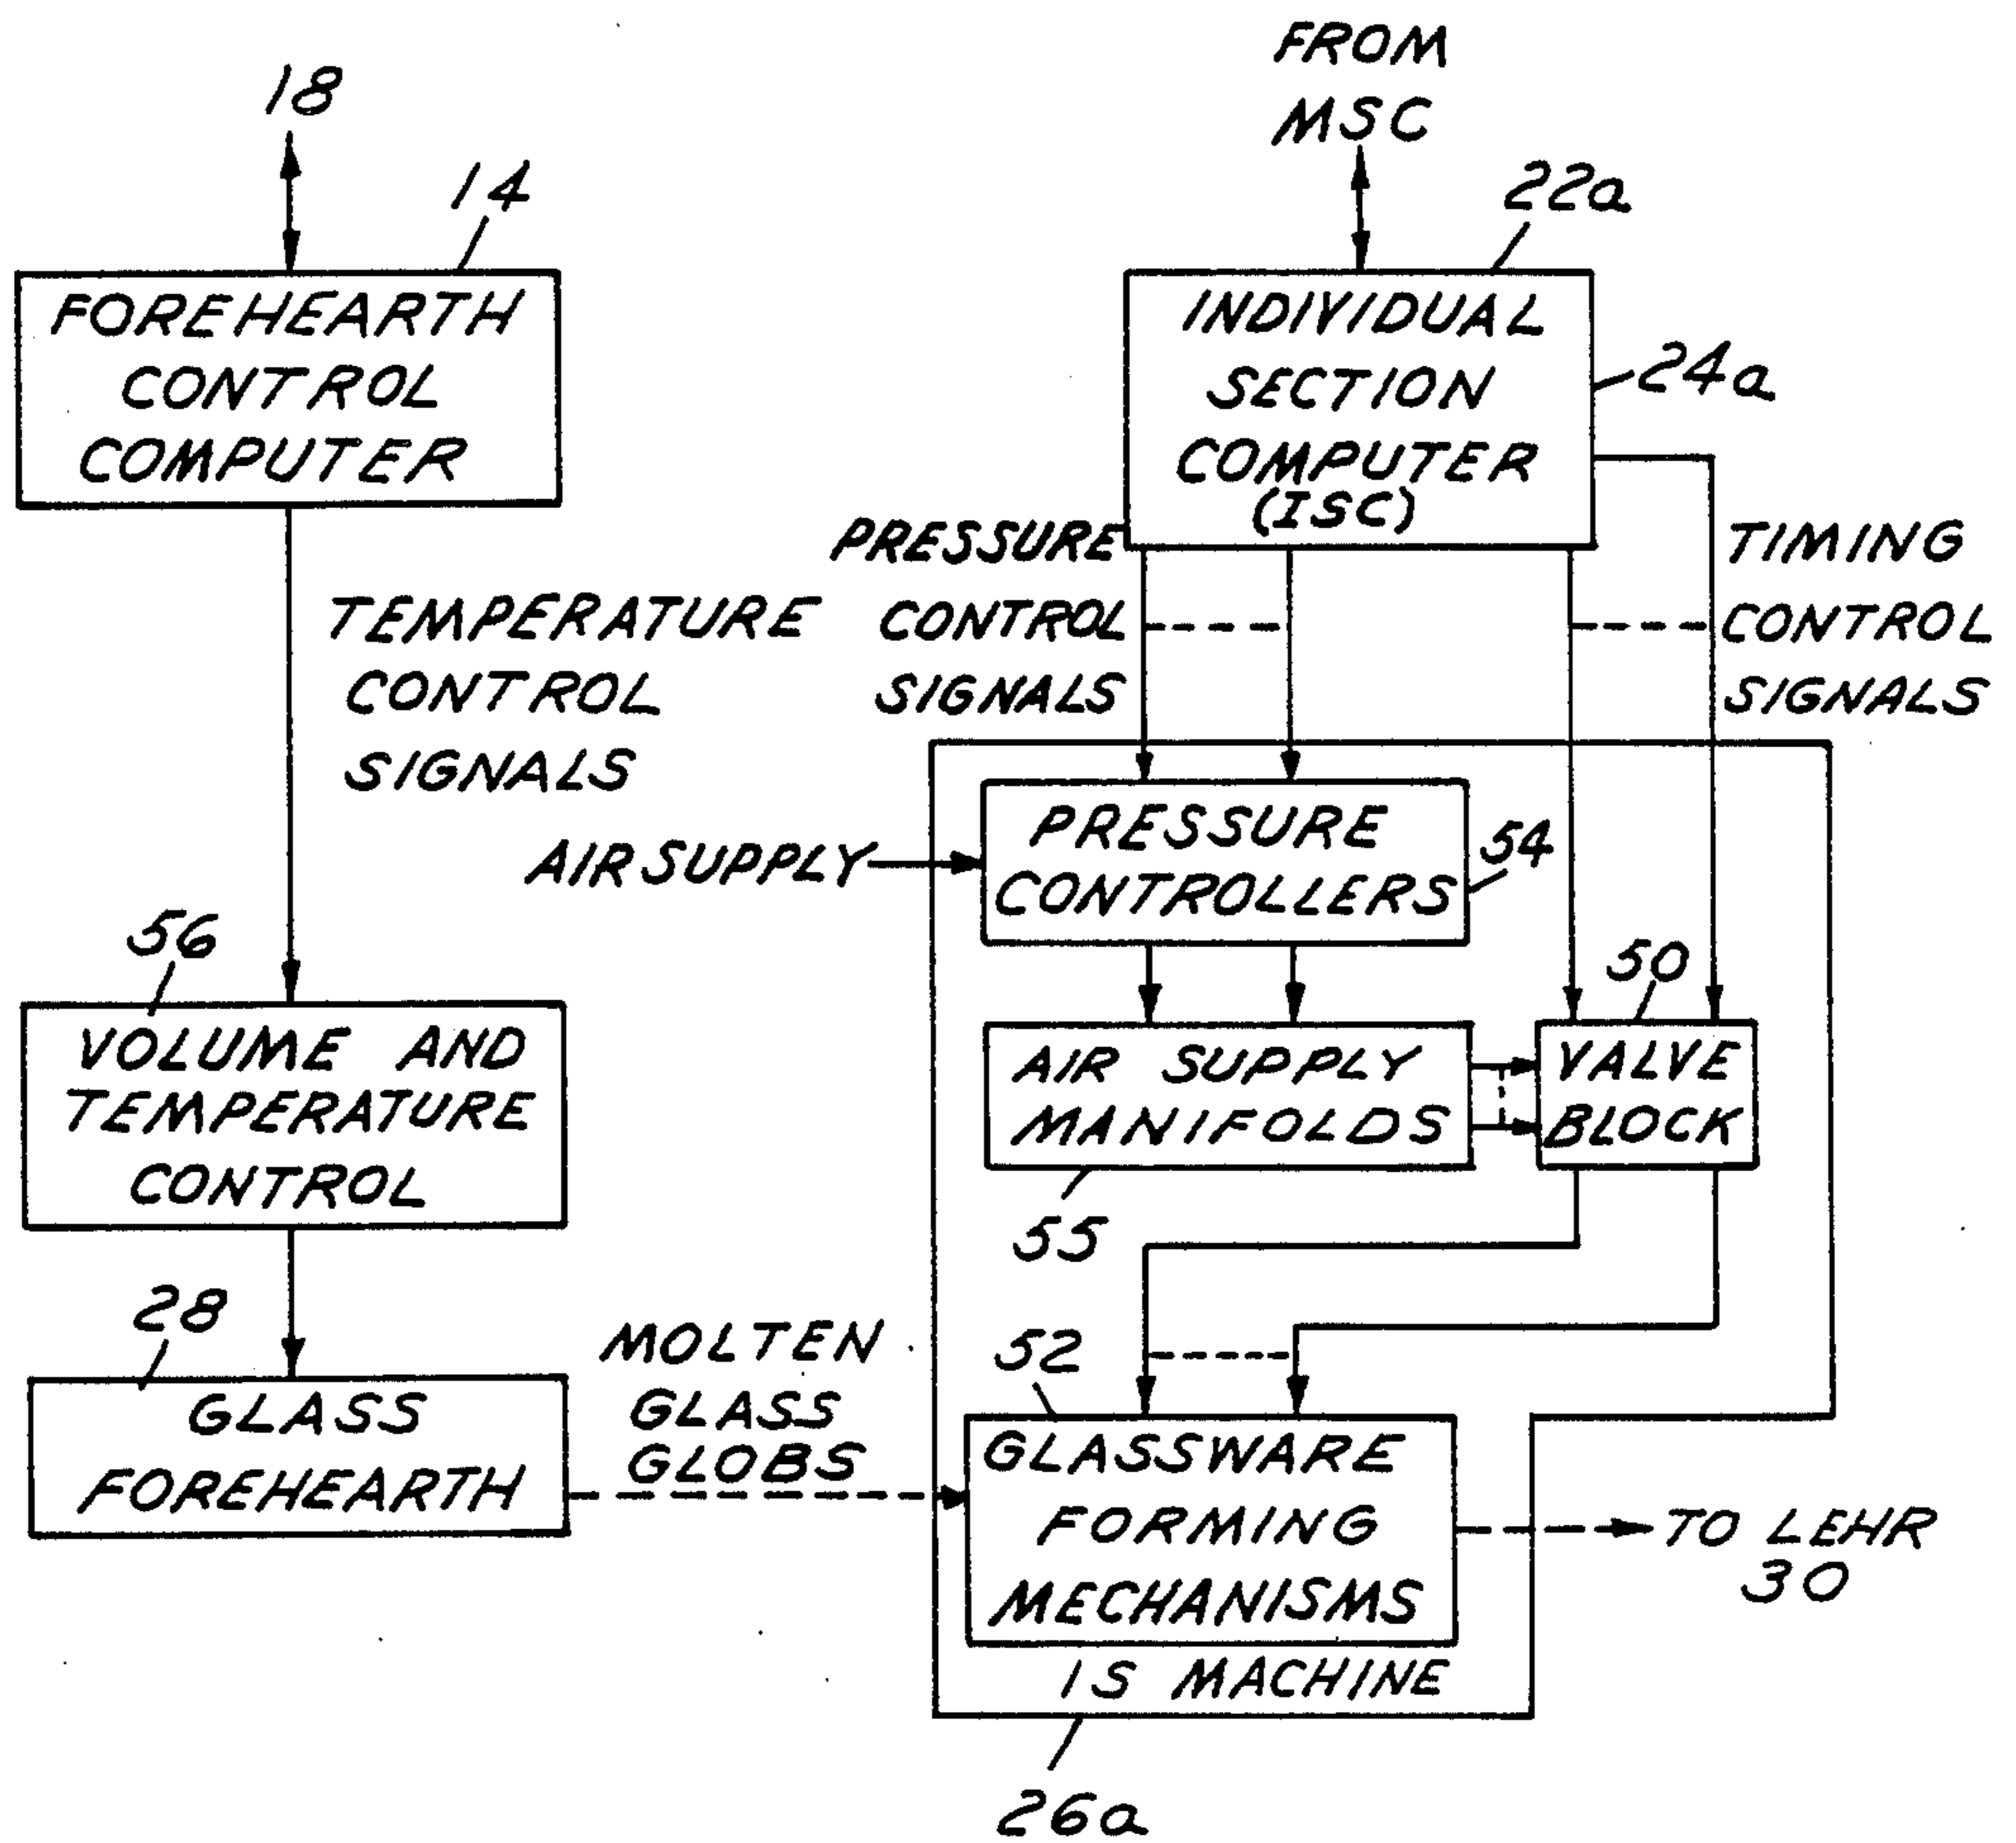 18
14
FOREHEARTH
CONTROL
COMPUTER
TEMPERATURE
CONTROL
SIGNALS
56
VOLUME AND
TEMPERATURE
CONTROL
28
GLASS
FOREHEARTH
MOLTEN
GLASS
GLOBS
FROM
MSC
22a
24a
INDIVIDUAL
SECTION
COMPUTER
(ISC)
PRESSURE
CONTROL
SIGNALS
TIMING
CONTROL
SIGNALS
AIR SUPPLY
PRESSURE
CONTROLLERS
54
50
AIR SUPPLY
MANIFOLDS
55
VALVE
BLOCK
52
GLASSWARE
FORMING
MECHANISMS
TO LEHR
30
IS MACHINE
26a